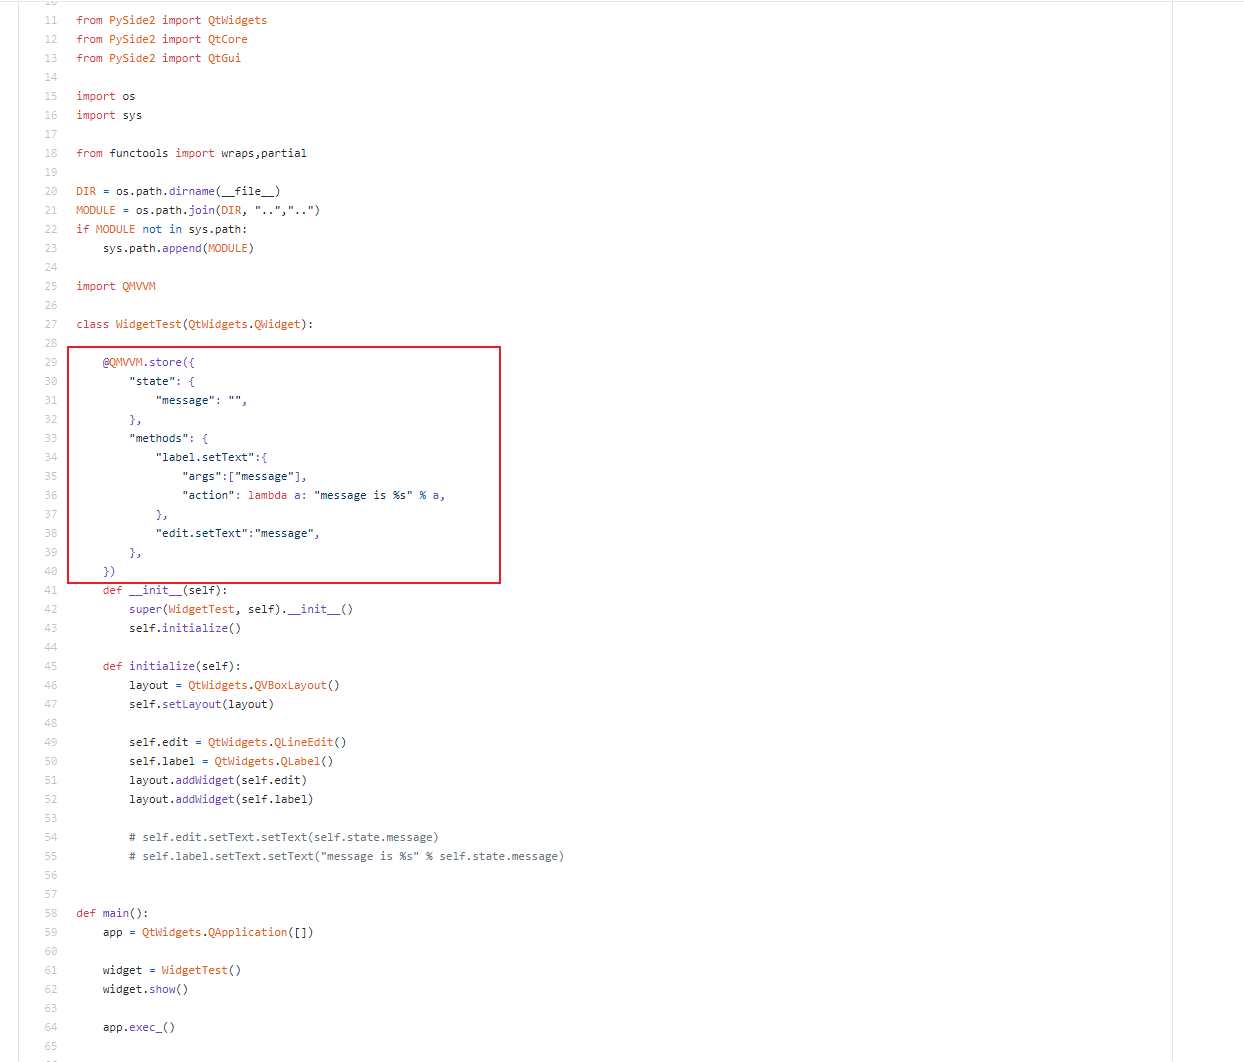 11 from PySide2 import QtWidgets
12 from PySide2 import QtCore
13 from PySide2 import QtGui
14
15 import os
16 import sys
17
18 from functools import wraps,partial
19
20 DIR = os.path.dirname(__file__)
21 MODULE = os.path.join(DIR, "..","..")
22 if MODULE not in sys.path:
23     sys.path.append(MODULE)
24
25 import QMVVM
26
27 class WidgetTest(QtWidgets.QWidget):
28
29     @QMVVM.store({
30         "state": {
31             "message": "",
32         },
33         "methods": {
34             "label.setText":{
35                 "args":["message"],
36                 "action": lambda a: "message is %s" % a,
37             },
38             "edit.setText":"message",
39         },
40     })
41     def __init__(self):
42         super(WidgetTest, self).__init__()
43         self.initialize()
44
45     def initialize(self):
46         layout = QtWidgets.QVBoxLayout()
47         self.setLayout(layout)
48
49         self.edit = QtWidgets.QLineEdit()
50         self.label = QtWidgets.QLabel()
51         layout.addWidget(self.edit)
52         layout.addWidget(self.label)
53
54         # self.edit.setText.setText(self.state.message)
55         # self.label.setText.setText("message is %s" % self.state.message)
56
57
58 def main():
59     app = QtWidgets.QApplication([])
60
61     widget = WidgetTest()
62     widget.show()
63
64     app.exec_()
65